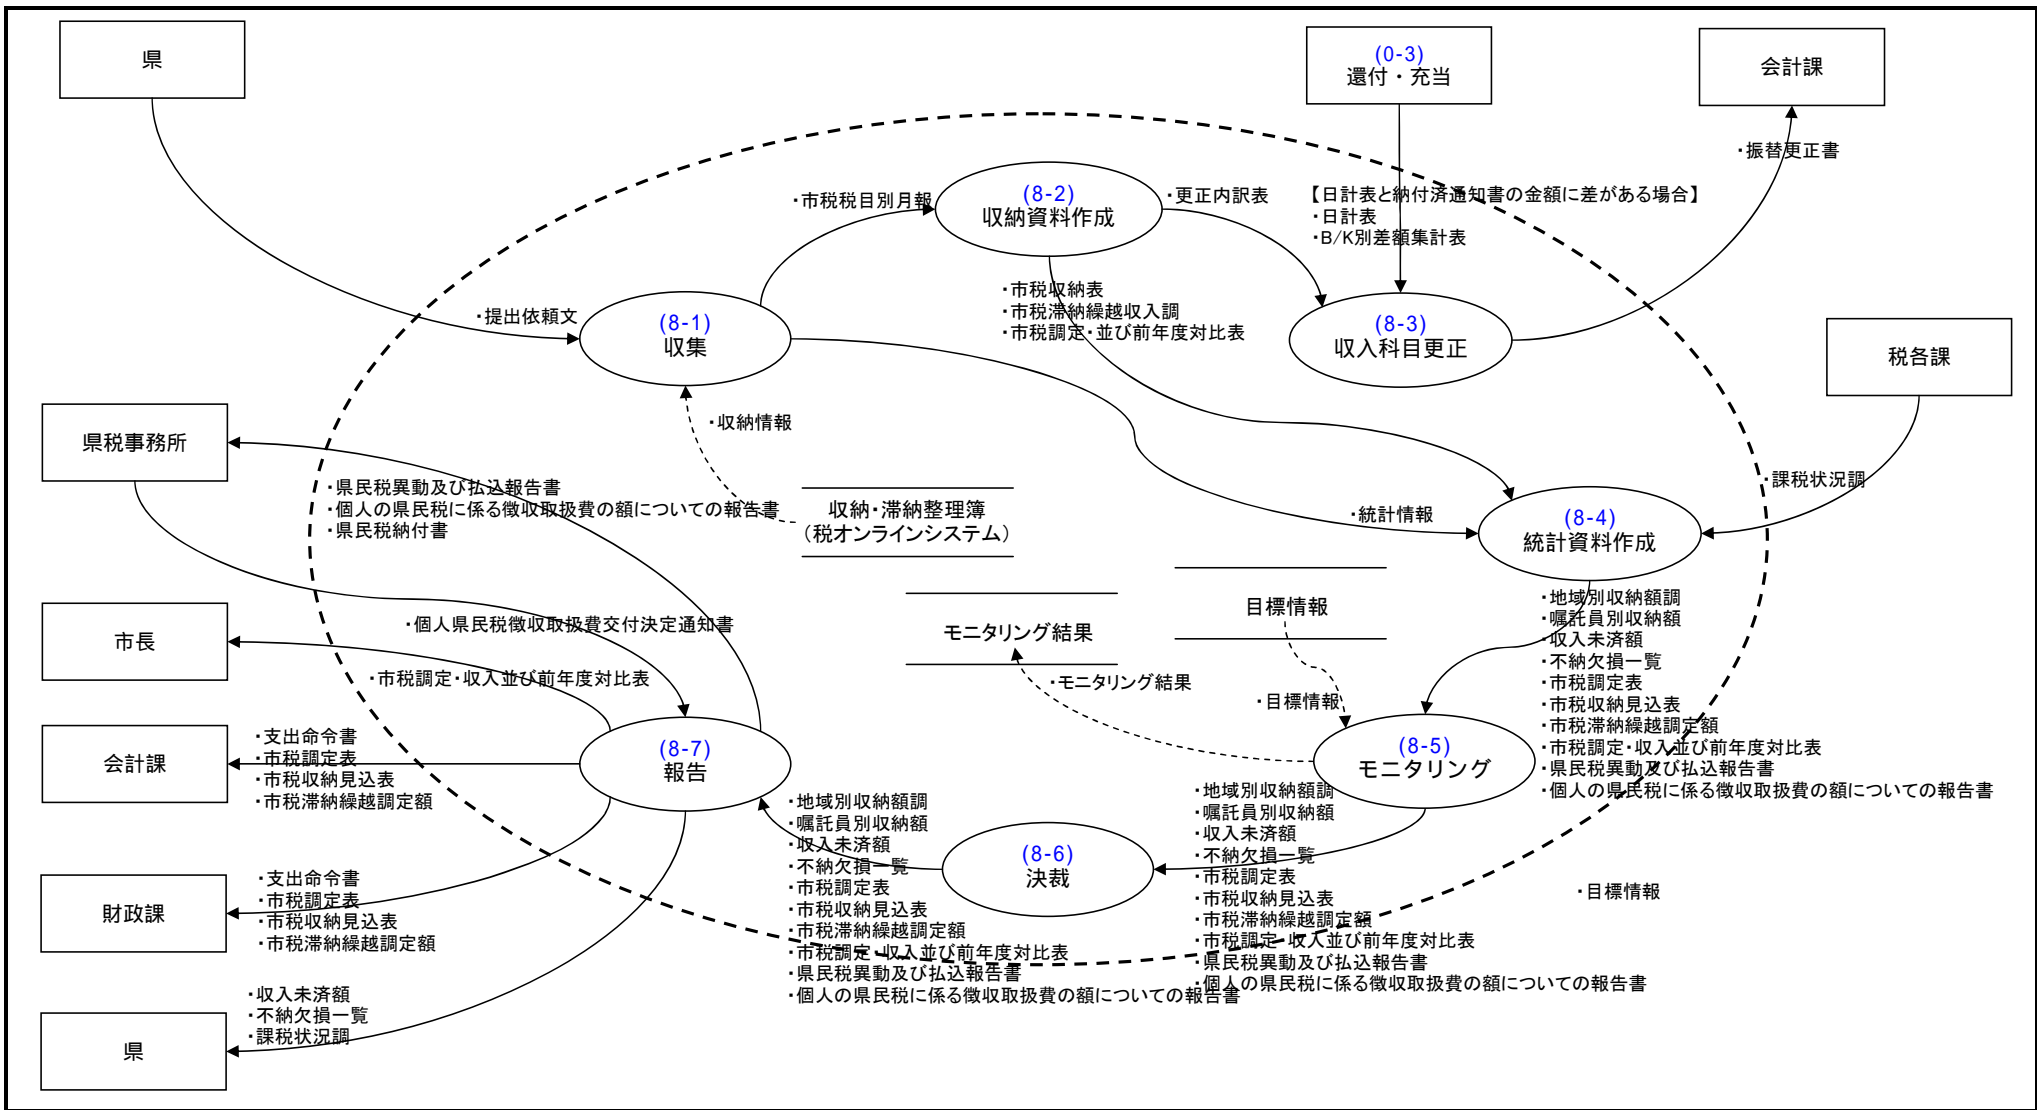 県
(0-3)
還付・充当
会計課
・振替更正書
・市税税目別月報
(8-2)
収納資料作成
・更正内訳表
【日計表と納付済通知書の金額に差がある場合】
・日計表
・B/K別差額集計表
・提出依頼文
(8-1)
収集
・市税収納表
・市税滞納繰越収入調
・市税調定・並び前年度対比表
(8-3)
収入科目更正
税各課
・収納情報
県税事務所
・県民税異動及び払込報告書
・個人の県民税に係る徴収取扱費の額についての報告書
・県民税納付書
収納・滞納整理簿
（税オンラインシステム）
・統計情報
・課税状況調
(8-4)
統計資料作成
市長
・個人県民税徴収取扱費交付決定通知書
・市税調定・収入並び前年度対比表
モニタリング結果
目標情報
・モニタリング結果
・目標情報
・地域別収納額調
・嘱託員別収納額
・収入未済額
・不納欠損一覧
・市税調定表
・市税収納見込表
・市税滞納繰越調定額
・市税調定・収入並び前年度対比表
・県民税異動及び払込報告書
・個人の県民税に係る徴収取扱費の額についての報告書
会計課
・支出命令書
・市税調定表
・市税収納見込表
・市税滞納繰越調定額
(8-7)
報告
(8-5)
モニタリング
・地域別収納額調
・嘱託員別収納額
・収入未済額
・不納欠損一覧
・市税調定表
・市税収納見込表
・市税滞納繰越調定額
・市税調定・収入並び前年度対比表
・県民税異動及び払込報告書
・個人の県民税に係る徴収取扱費の額についての報告書
(8-6)
決裁
・地域別収納額調
・嘱託員別収納額
・収入未済額
・不納欠損一覧
・市税調定表
・市税収納見込表
・市税滞納繰越調定額
・市税調定・収入並び前年度対比表
・県民税異動及び払込報告書
・個人の県民税に係る徴収取扱費の額についての報告書
・目標情報
財政課
・支出命令書
・市税調定表
・市税収納見込表
・市税滞納繰越調定額
県
・収入未済額
・不納欠損一覧
・課税状況調